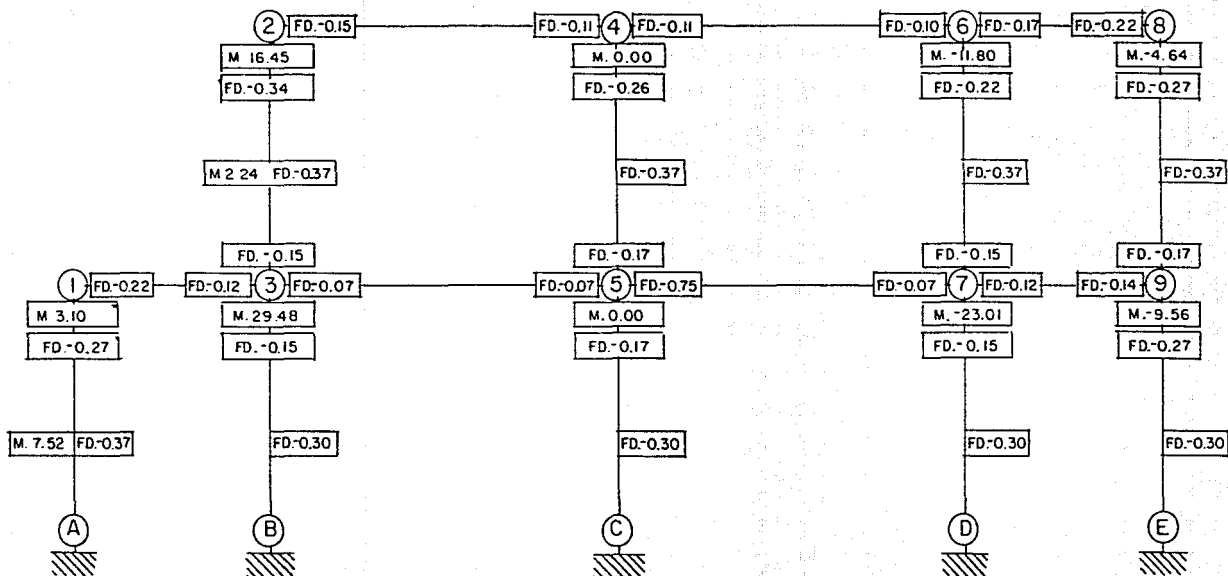 2 FD.-0.15 FD.-0.11 4 FD.-0.11 FD.-0.10 6 FD.-0.17 FD.-0.22 8
M 16.45 M. 0.00 M.-11.80 M.-4.64
FD.-0.34 FD.-0.26 FD.-0.22 FD.-0.27
M 2 24 FD.-0.37 FD.-0.37 FD.-0.37 FD.-0.37
FD. -0.15 FD.-0.17 FD.-0.15 FD.-0.17
1 FD.-0.22 FD.-0.12 3 FD.-0.07 FD.-0.07 5 FD.-0.75 FD.-0.07 7 FD.-0.12 FD.-0.14 9
M 3.10 M. 29.48 M. 0.00 M. -23.01 M.-9.56
FD.-0.27 FD.-0.15 FD.-0.17 FD.-0.15 FD.-0.27
M. 7.52 FD.-0.37 FD.-0.30 FD.-0.30 FD.-0.30 FD.-0.30
A B C D E